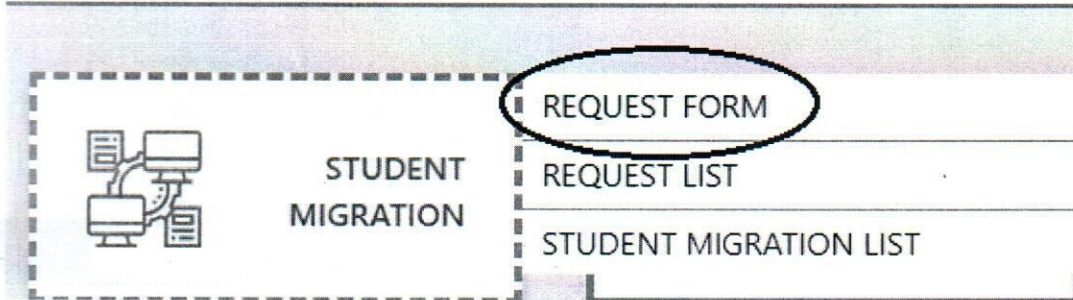 STUDENT
MIGRATION
REQUEST FORM
REQUEST LIST
STUDENT MIGRATION LIST